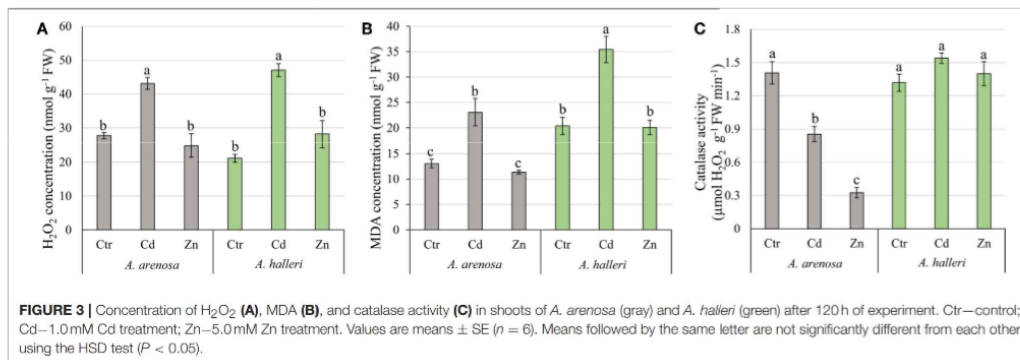 A
H2O2 concentration (nmol g-1 FW)
60
50
40
30
20
10
0
b
a
b
b
a
b
Ctr Cd Zn Ctr Cd Zn
A. arenosa A. halleri
B
MDA concentration (nmol g-1 FW)
40
35
30
25
20
15
10
5
0
c
b
c
b
a
b
Ctr Cd Zn Ctr Cd Zn
A. arenosa A. halleri
C
Catalase activity
(µmol H2O2 g-1 FW min-1)
1.8
1.5
1.2
0.9
0.6
0.3
0
a
b
c
a
a
a
Ctr Cd Zn Ctr Cd Zn
A. arenosa A. halleri
FIGURE 3 | Concentration of H2O2 (A), MDA (B), and catalase activity (C) in shoots of A. arenosa (gray) and A. halleri (green) after 120 h of experiment. Ctr—control;
Cd—1.0 mM Cd treatment; Zn—5.0 mM Zn treatment. Values are means ± SE (n = 6). Means followed by the same letter are not significantly different from each other
using the HSD test (P < 0.05).